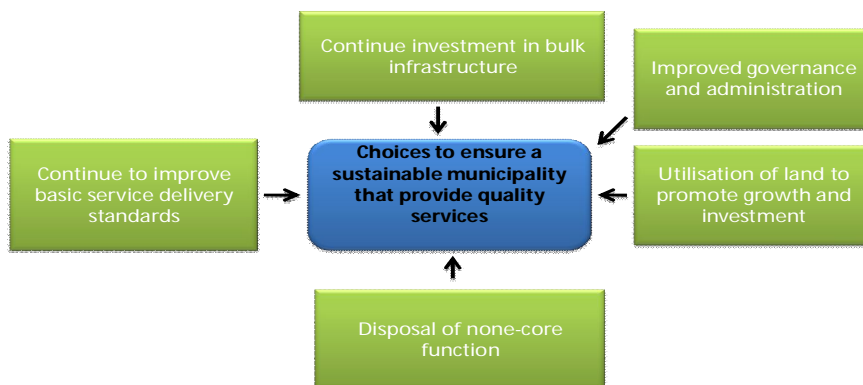 Continue investment in bulk
infrastructure
Improved governance
and administration
Continue to improve
basic service delivery
standards
Choices to ensure a
sustainable municipality
that provide quality
services
Utilisation of land to
promote growth and
investment
Disposal of none-core
function